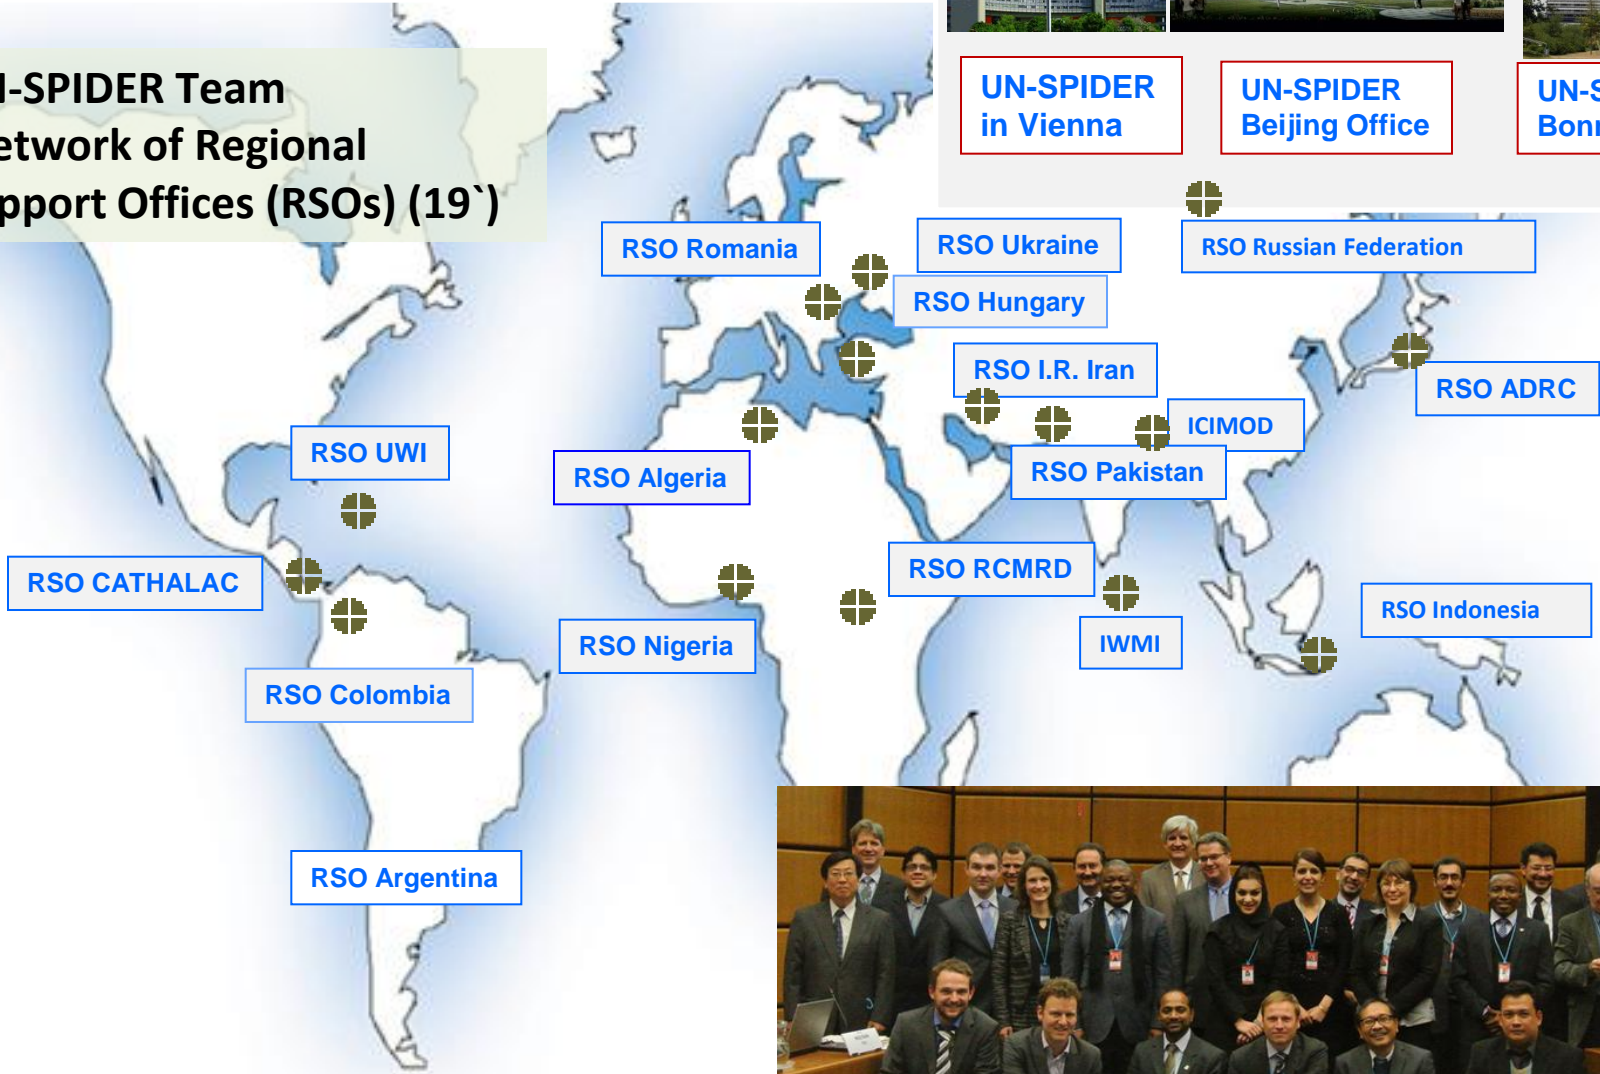 I-SPIDER Team
etwork of Regional
pport Offices (RSOs) (19`)
UN-SPIDER
in Vienna
UN-SPIDER
Beijing Office
UN-S
Bonn
RSO Romania
RSO Ukraine
RSO Russian Federation
RSO Hungary
RSO I.R. Iran
RSO ADRC
ICIMOD
RSO UWI
RSO Algeria
RSO Pakistan
RSO CATHALAC
RSO RCMRD
RSO Indonesia
RSO Nigeria
IWMI
RSO Colombia
RSO Argentina